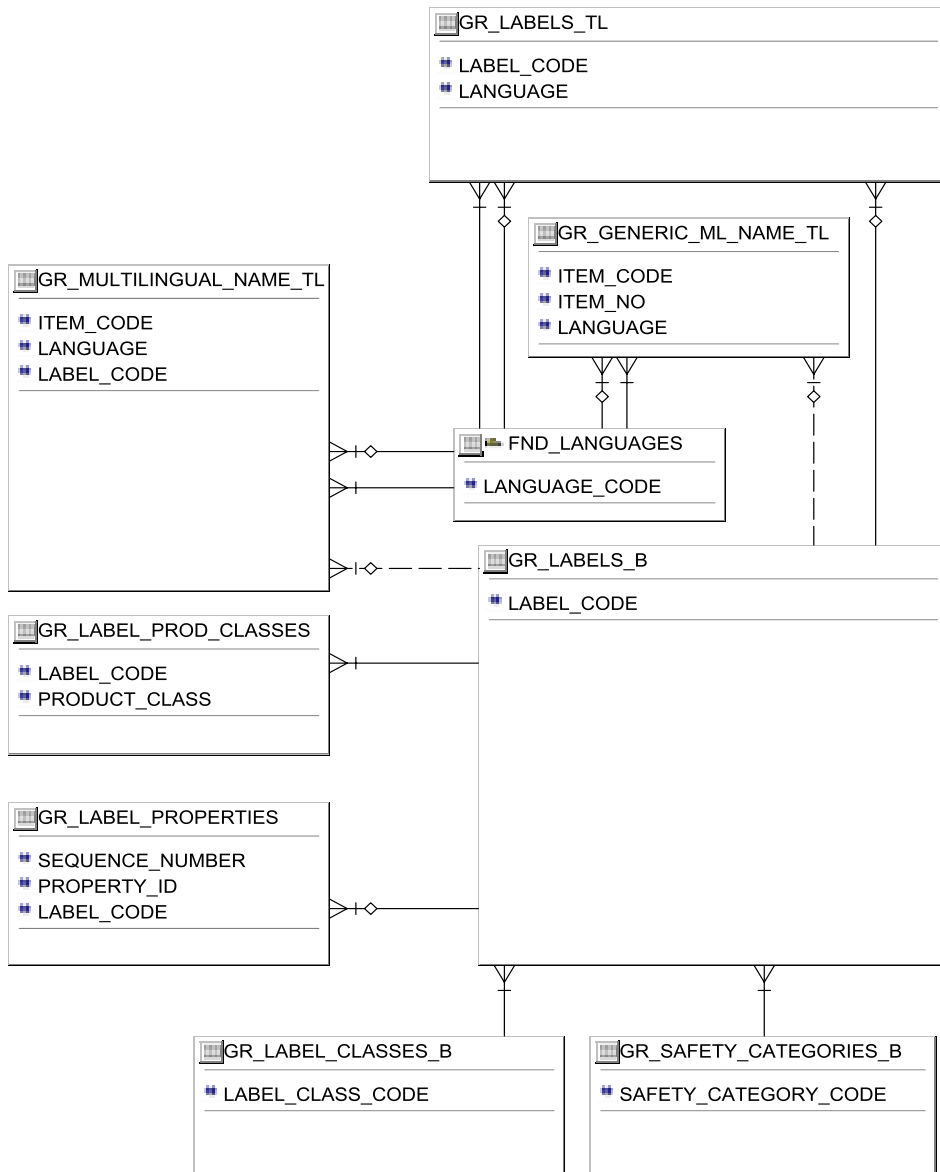 GR_LABELS_TL
LABEL_CODE
LANGUAGE
GR_GENERIC_ML_NAME_TL
ITEM_CODE
ITEM_NO
LANGUAGE
GR_MULTILINGUAL_NAME_TL
ITEM_CODE
LANGUAGE
LABEL_CODE
FND_LANGUAGES
LANGUAGE_CODE
GR_LABELS_B
LABEL_CODE
GR_LABEL_PROD_CLASSES
LABEL_CODE
PRODUCT_CLASS
GR_LABEL_PROPERTIES
SEQUENCE_NUMBER
PROPERTY_ID
LABEL_CODE
GR_LABEL_CLASSES_B
LABEL_CLASS_CODE
GR_SAFETY_CATEGORIES_B
SAFETY_CATEGORY_CODE